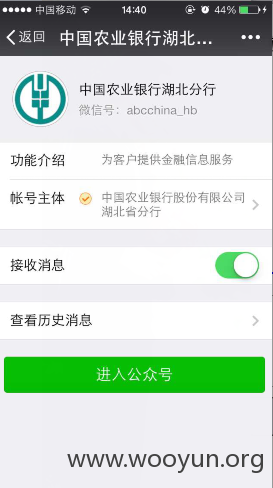 中国移动 14:40 44%
返回 中国农业银行湖北...
中国农业银行湖北分行
微信号：abcchina_hb
功能介绍 为客户提供金融信息服务
帐号主体 中国农业银行股份有限公司
湖北省分行
接收消息
查看历史消息
进入公众号
www.wooyun.org